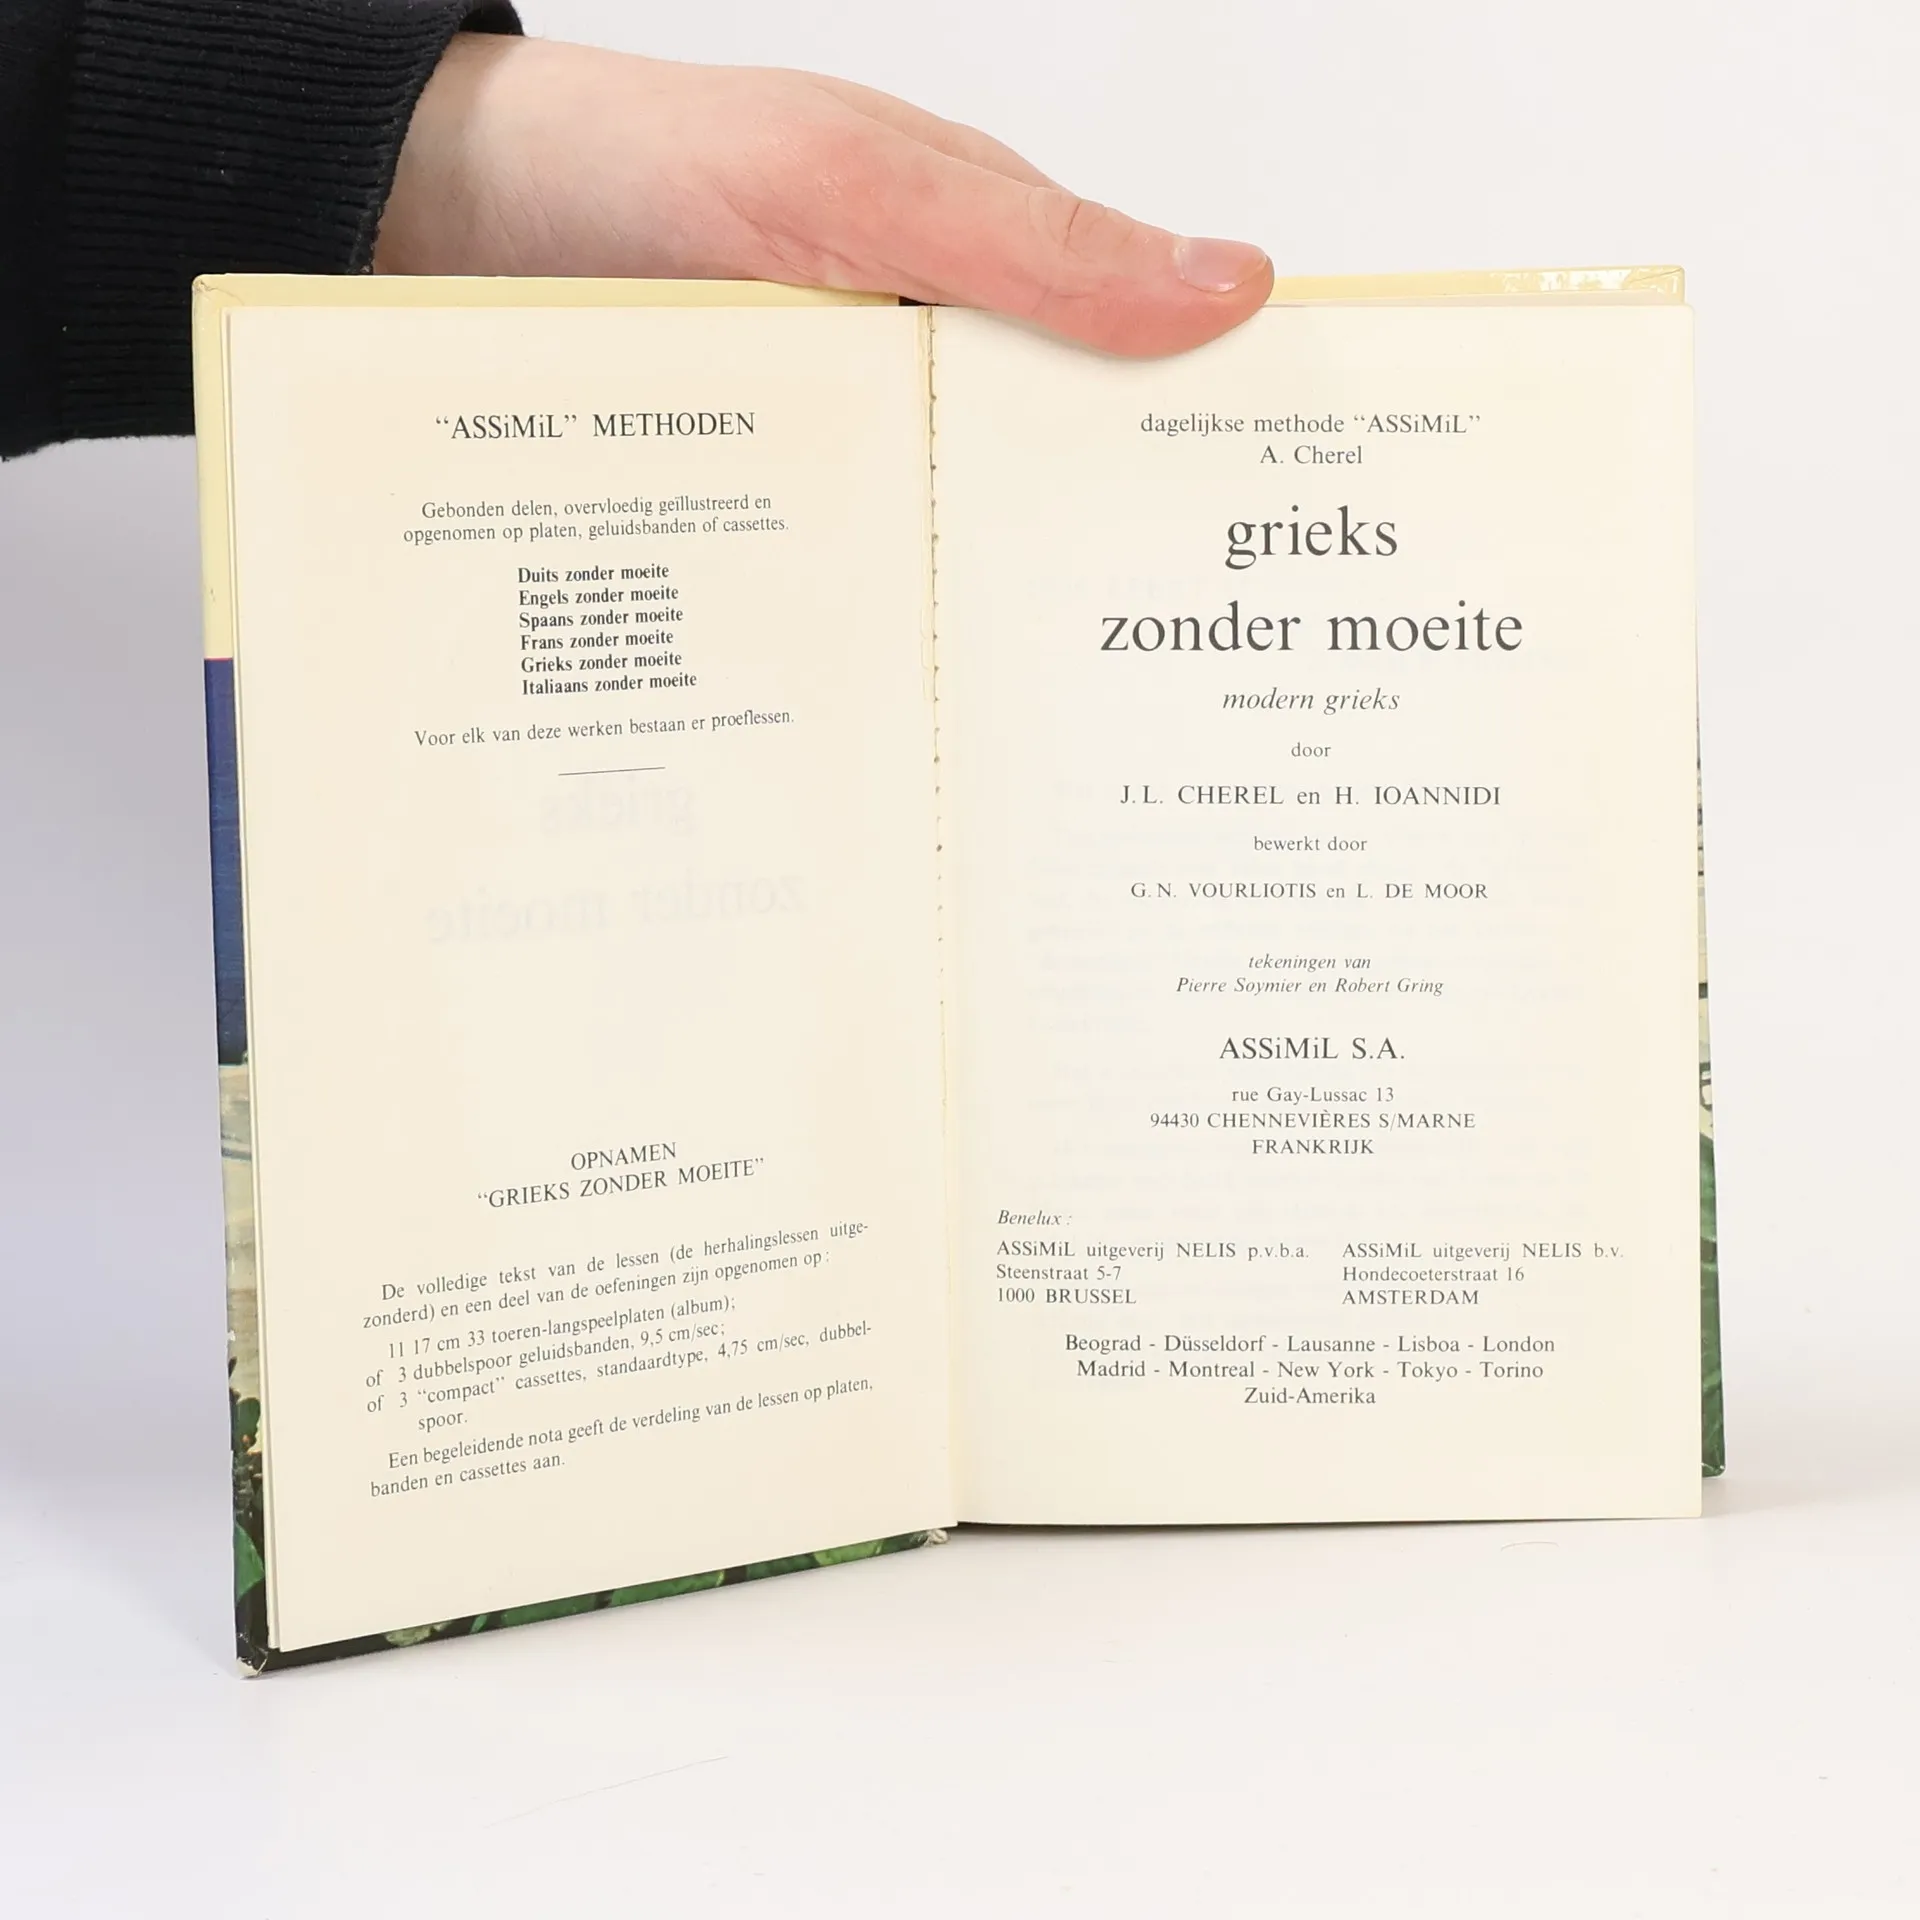 “ASSiMiL” METHODEN
Gebonden delen, overvloedig geïllustreerd en
opgenomen op platen, geluidsbanden of cassettes.
Duits zonder moeite
Engels zonder moeite
Spaans zonder moeite
Frans zonder moeite
Grieks zonder moeite
Italiaans zonder moeite
Voor elk van deze werken bestaan er proeflessen.
OPNAMEN
“GRIEKS ZONDER MOEITE”
De volledige tekst van de lessen (de herhalingslessen uitge-
zonderd) en een deel van de oefeningen zijn opgenomen op :
11 17 cm 33 toeren-langspeelplaten (album);
of 3 dubbelspoor geluidsbanden, 9,5 cm/sec;
of 3 “compact” cassettes, standaardtype, 4,75 cm/sec, dubbel-
spoor.
Een begeleidende nota geeft de verdeling van de lessen op platen,
banden en cassettes aan.
dagelijkse methode “ASSiMiL”
A. Cherel
grieks
zonder moeite
modern grieks
door
J.L. CHEREL en H. IOANNIDI
bewerkt door
G.N. VOURLIOTIS en L. DE MOOR
tekeningen van
Pierre Soymier en Robert Gring
ASSiMiL S.A.
rue Gay-Lussac 13
94430 CHENNEVIÈRES S/MARNE
FRANKRIJK
Benelux :
ASSiMiL uitgeverij NELIS p.v.b.a.
Steenstraat 5-7
1000 BRUSSEL
ASSiMiL uitgeverij NELIS b.v.
Hondecoeterstraat 16
AMSTERDAM
Beograd - Düsseldorf - Lausanne - Lisboa - London
Madrid - Montreal - New York - Tokyo - Torino
Zuid-Amerika